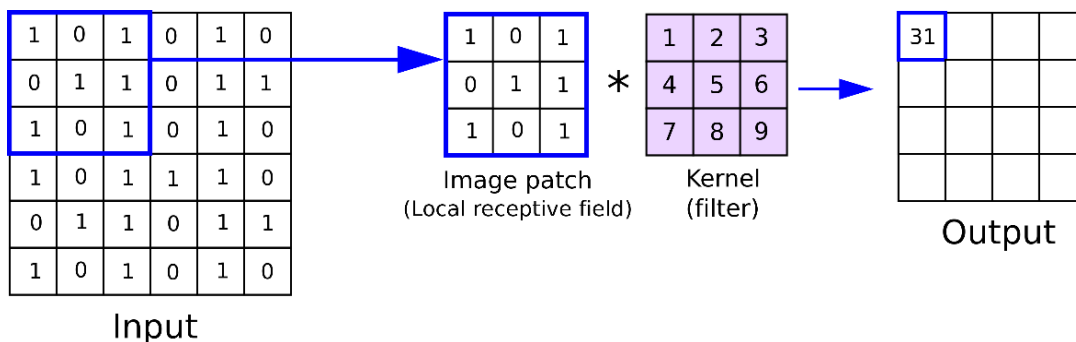 1 0 1 0 1 0
0 1 1 0 1 1
1 0 1 0 1 0
1 0 1 1 1 0
0 1 1 0 1 1
1 0 1 0 1 0
Input
1 0 1
0 1 1
1 0 1
Image patch
(Local receptive field)
*
1 2 3
4 5 6
7 8 9
Kernel
(filter)
31
Output